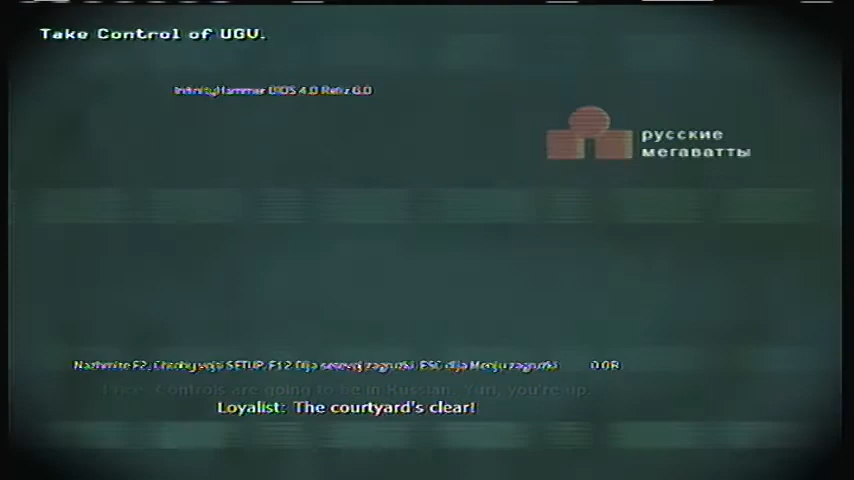 Take Control of UGV.
InfinityHammer BIOS 4.0 Reliz 6.0
русские
мегаватты
Nazhmite F2, Chtoby vojti SETUP, F12 Dlja setevoj zagruzki, ESC dlja Menju zagruzki
Price: Controls are going to be in Russian. Yuri, you're up.
Loyalist: The courtyard's clear!